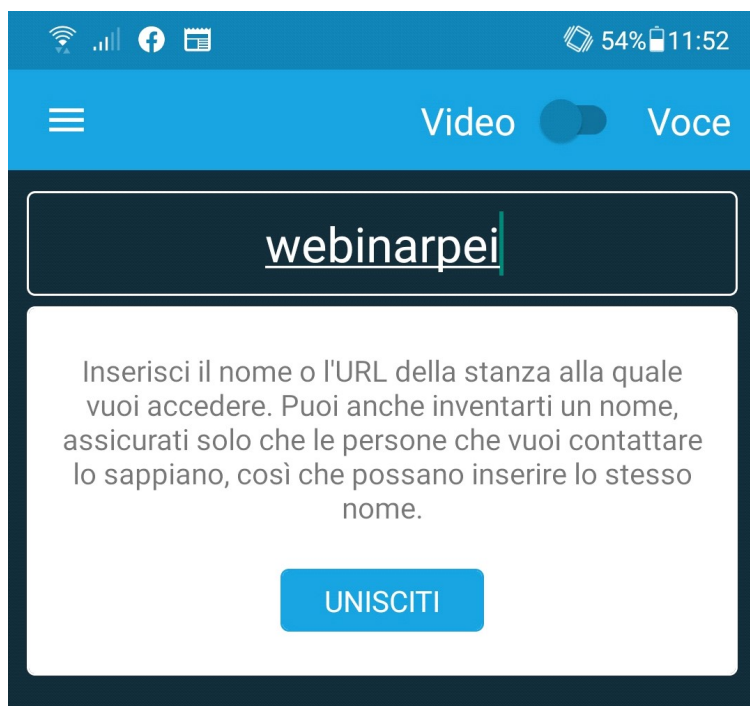 54% 11:52
Video Voce
webinarpei
Inserisci il nome o l'URL della stanza alla quale
vuoi accedere. Puoi anche inventarti un nome,
assicurati solo che le persone che vuoi contattare
lo sappiano, così che possano inserire lo stesso
nome.
UNISCITI